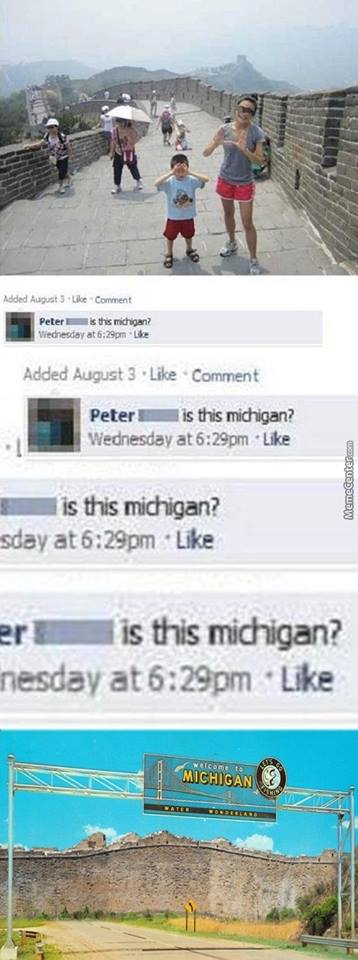 Added August 3 · Like · Comment
Peter is this michigan?
Wednesday at 6:29pm · Like
Added August 3 · Like · Comment
Peter is this michigan?
Wednesday at 6:29pm · Like
is this michigan?
sday at 6:29pm · Like
MemeCenter.com
er is this michigan?
nesday at 6:29pm · Like
welcome to
MICHIGAN
WATER WONDERLAND